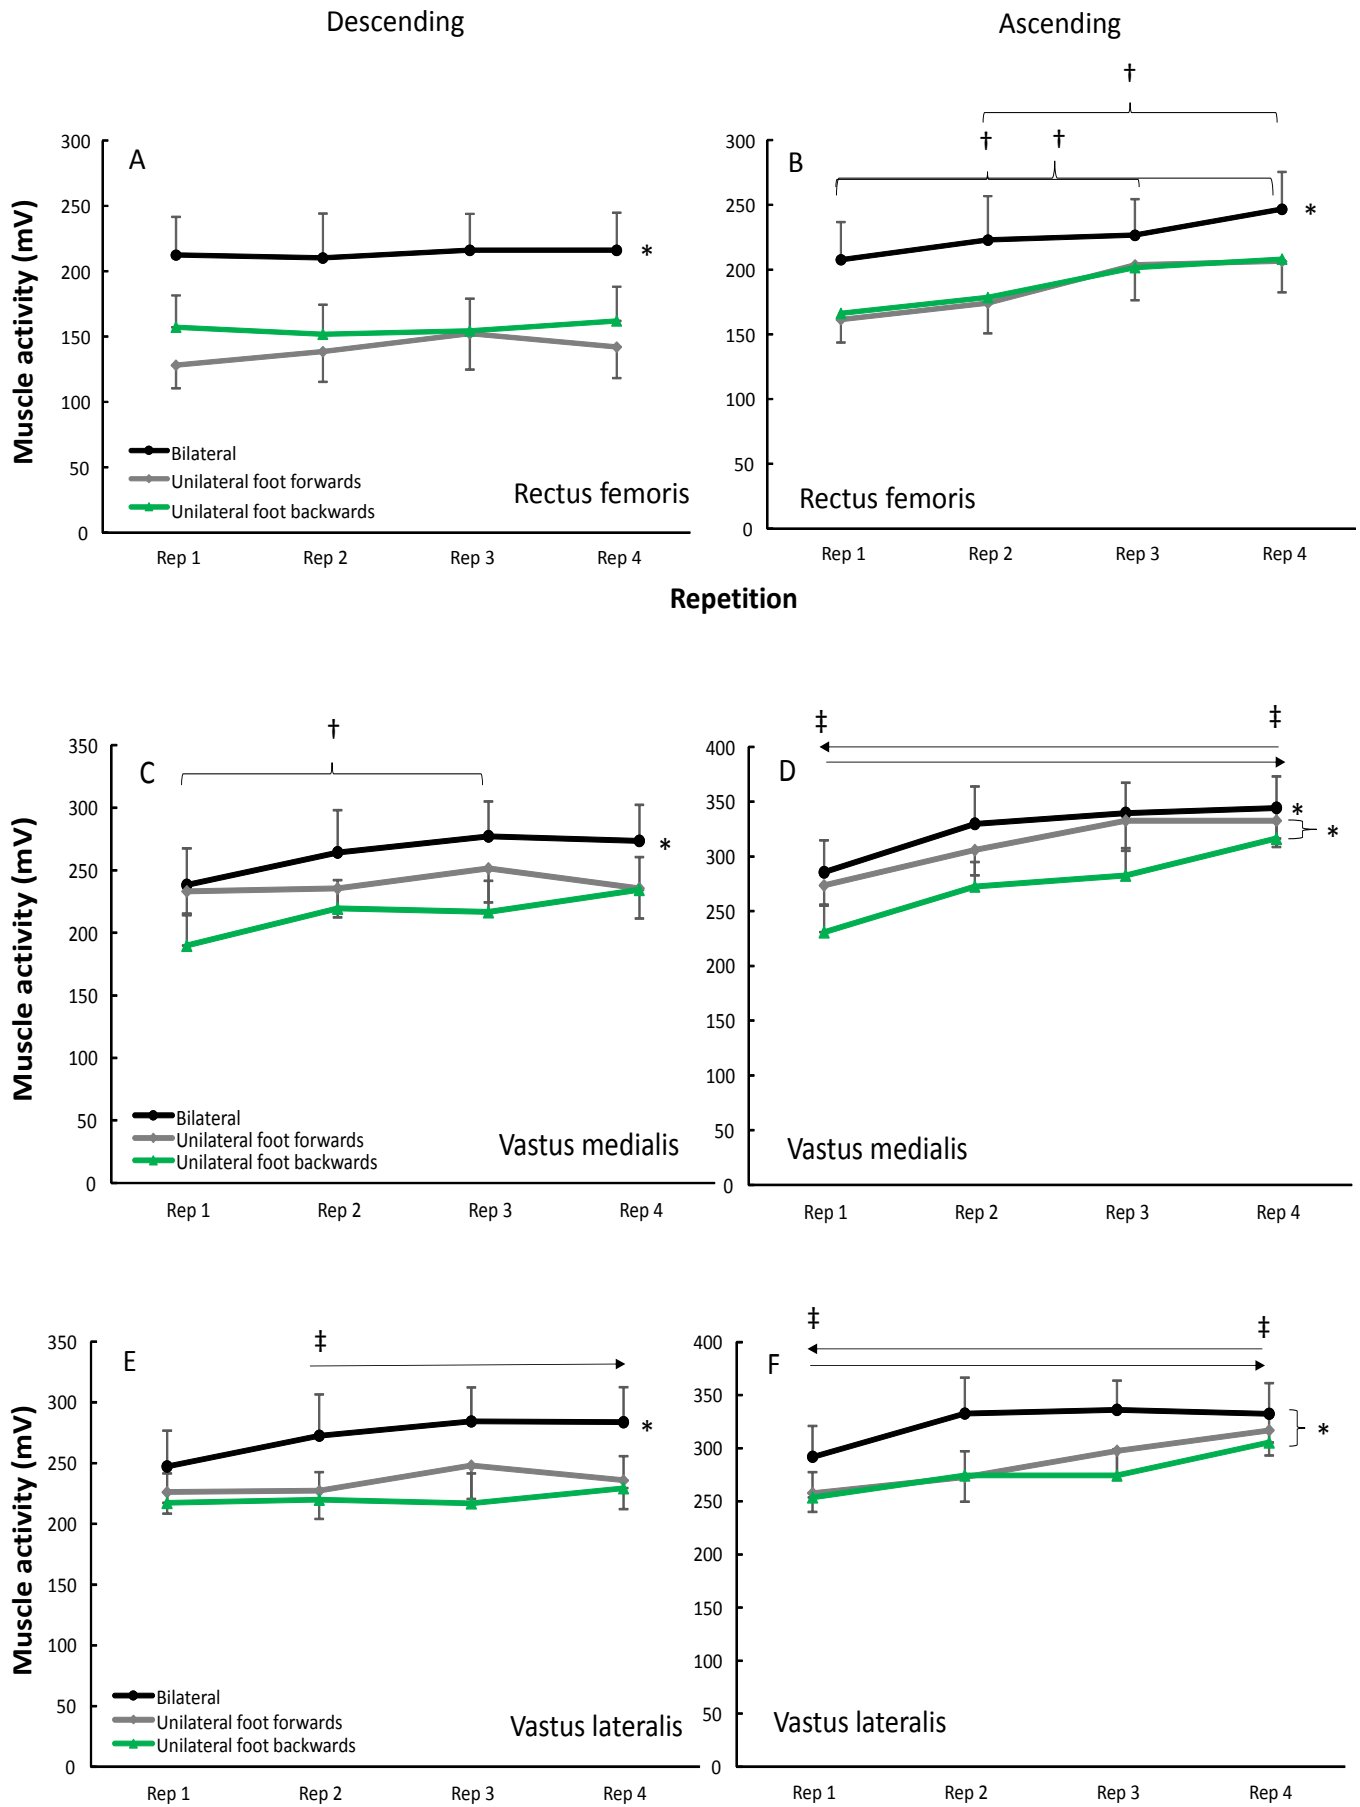 Descending
Ascending
†
† †
300
250
200
150
100
50
0
A
Muscle activity (mV)
*
Bilateral
Unilateral foot forwards
Unilateral foot backwards
Rectus femoris
Rep 1 Rep 2 Rep 3 Rep 4
300
250
200
150
100
50
0
B
*
Rectus femoris
Rep 1 Rep 2 Rep 3 Rep 4
Repetition
†
350
300
250
200
150
100
50
0
C
Muscle activity (mV)
*
Bilateral
Unilateral foot forwards
Unilateral foot backwards
Vastus medialis
Rep 1 Rep 2 Rep 3 Rep 4
‡ ‡
400
350
300
250
200
150
100
50
0
D
*
*
Vastus medialis
Rep 1 Rep 2 Rep 3 Rep 4
‡
350
300
250
200
150
100
50
0
E
Muscle activity (mV)
*
Bilateral
Unilateral foot forwards
Unilateral foot backwards
Vastus lateralis
Rep 1 Rep 2 Rep 3 Rep 4
‡ ‡
400
350
300
250
200
150
100
50
0
F
*
Vastus lateralis
Rep 1 Rep 2 Rep 3 Rep 4